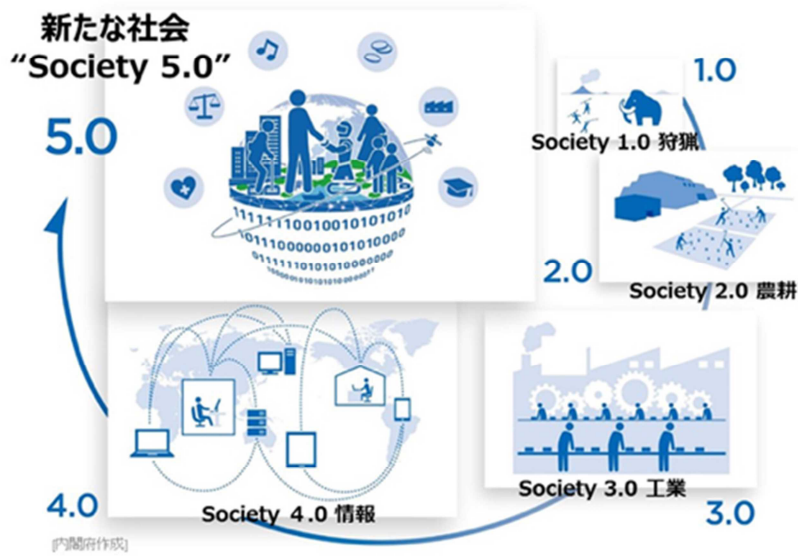 新たな社会
“Society 5.0”
5.0
1.0
Society 1.0 狩猟
2.0
Society 2.0 農耕
3.0
Society 3.0 工業
4.0
Society 4.0 情報
[内閣府作成]
1111111001001010101010
0111000000101010000